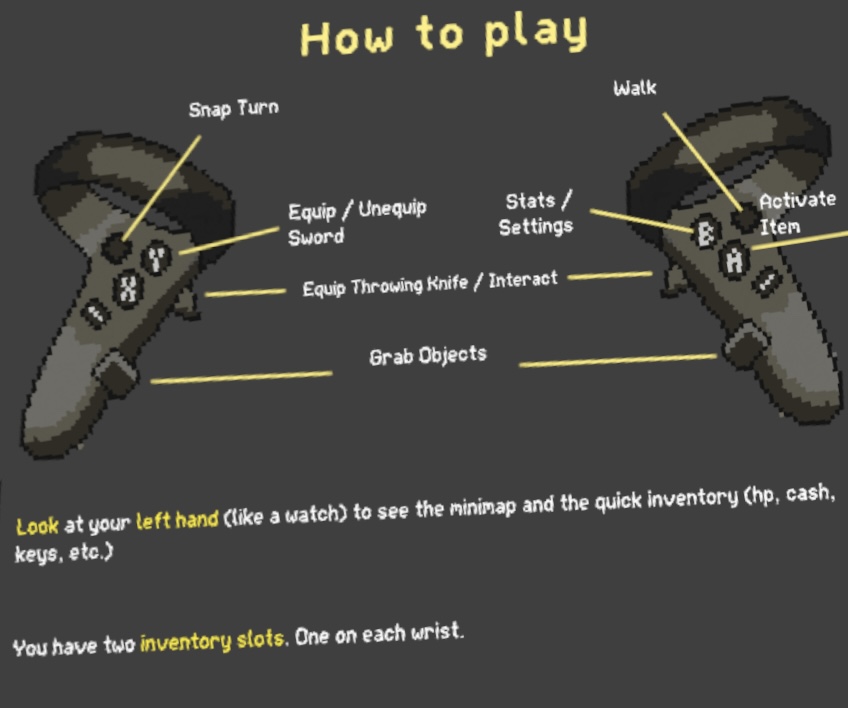 How to play
Snap Turn
Walk
Equip / Unequip
Sword
Stats /
Settings
Activate
Item
Y
X
B
A
Equip Throwing Knife / Interact
Grab Objects
Look at your left hand (like a watch) to see the minimap and the quick inventory (hp, cash,
keys, etc.)
You have two inventory slots. One on each wrist.